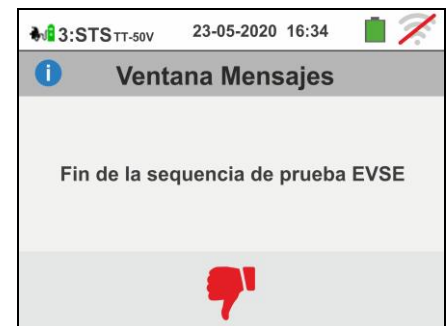 3:STS TT-50V 23-05-2020 16:34
Ventana Mensajes
Fin de la sequencia de prueba EVSE